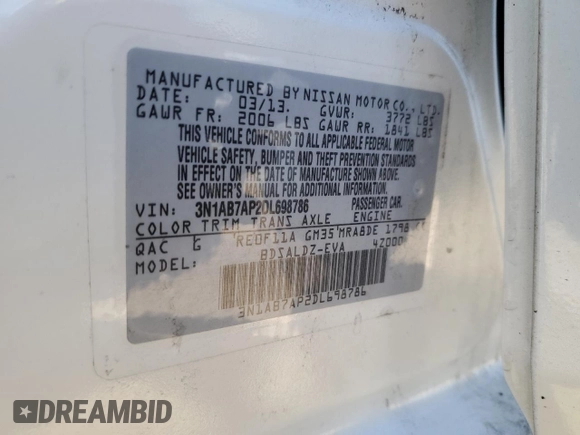 MANUFACTURED BY NISSAN MOTOR CO., LTD.
DATE: 03/13. GVWR: 3772 LBS
GAWR FR: 2006 LBS GAWR RR: 1841 LBS
THIS VEHICLE CONFORMS TO ALL APPLICABLE FEDERAL MOTOR
VEHICLE SAFETY, BUMPER AND THEFT PREVENTION STANDARDS
IN EFFECT ON THE DATE OF MANUFACTURE SHOWN ABOVE.
SEE OWNER'S MANUAL FOR ADDITIONAL INFORMATION.
VIN: 3N1AB7AP2DL698786 PASSENGER CAR.
COLOR TRIM TRANS AXLE ENGINE
QAC G RE0F11A GM35 MRA8DE 1798 CC
MODEL: BDSALDZ-EVA 4Z000
3N1AB7AP2DL698786
DREAMBID